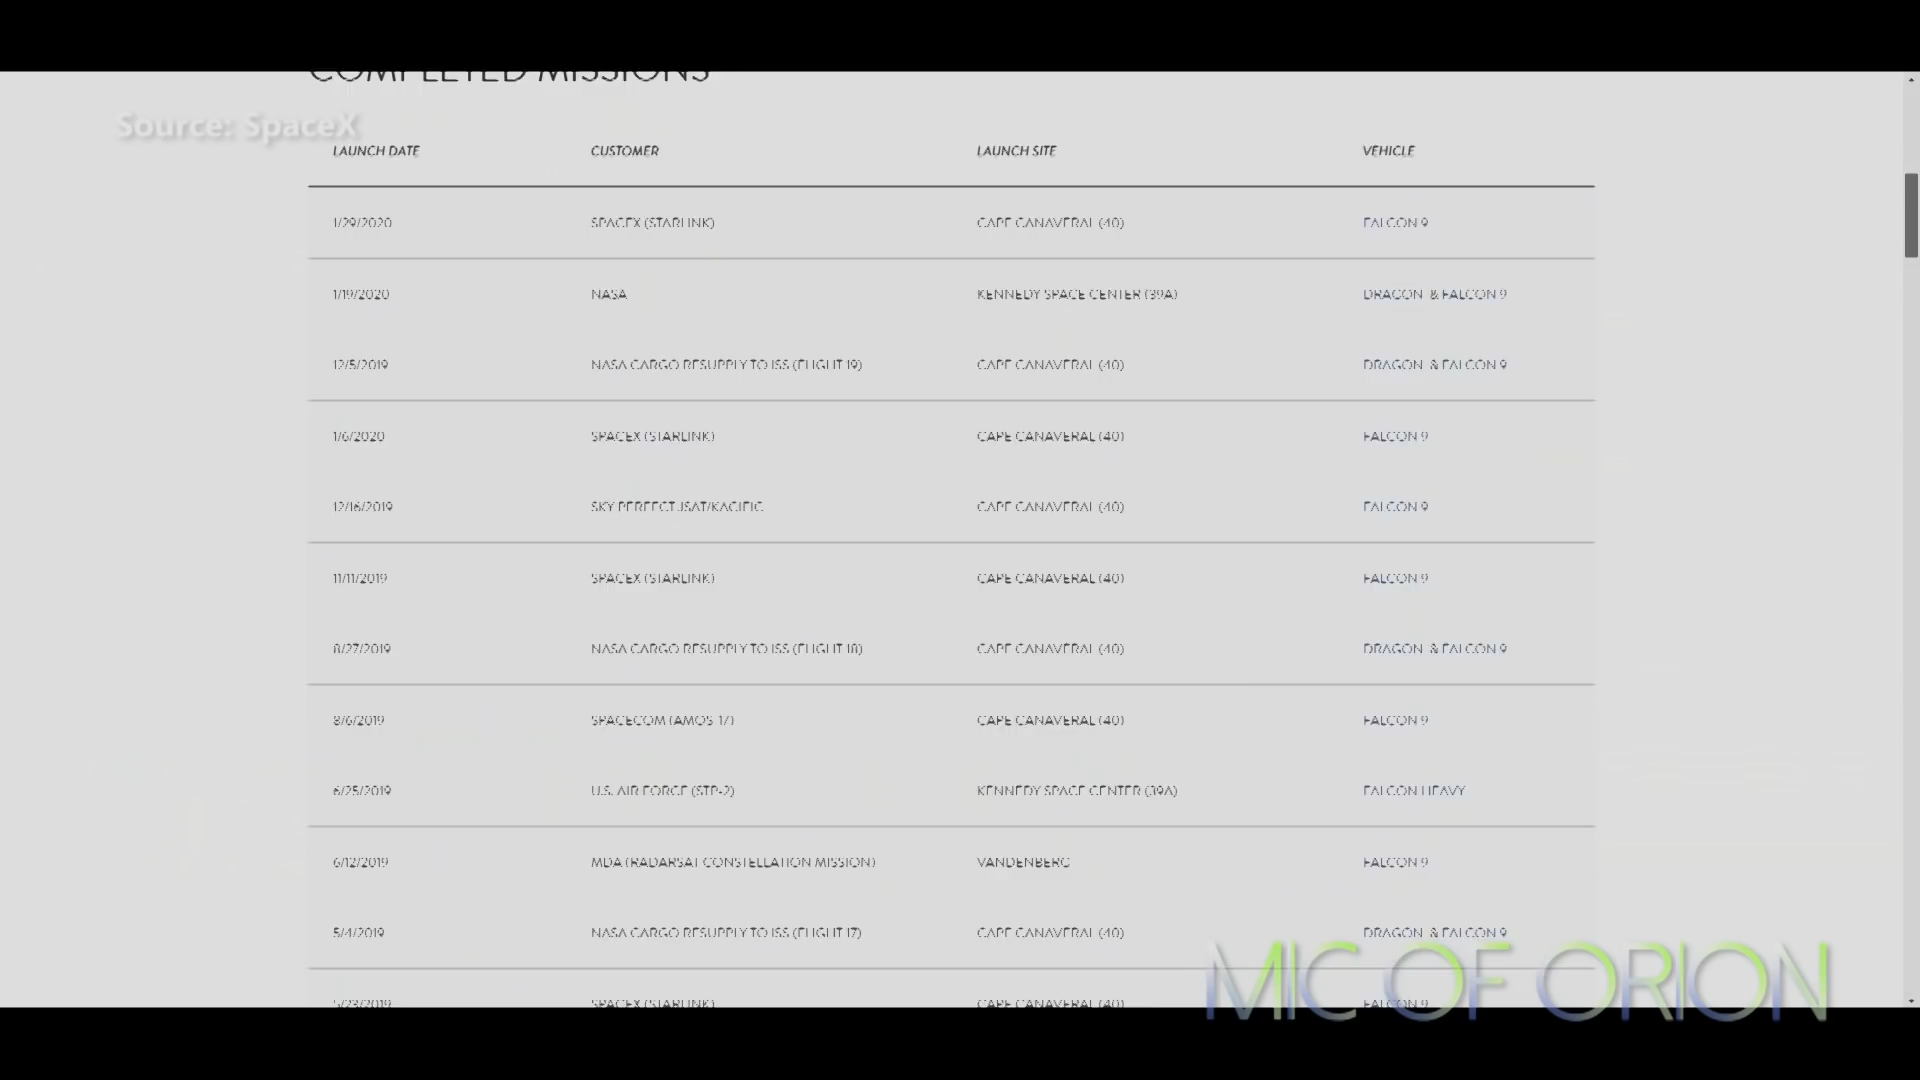 COMPLETED MISSIONS
Source: SpaceX
LAUNCH DATE CUSTOMER LAUNCH SITE VEHICLE
1/29/2020 SPACEX (STARLINK) CAPE CANAVERAL (40) FALCON 9
1/19/2020 NASA KENNEDY SPACE CENTER (39A) DRAGON & FALCON 9
12/5/2019 NASA CARGO RESUPPLY TO ISS (FLIGHT 19) CAPE CANAVERAL (40) DRAGON & FALCON 9
1/6/2020 SPACEX (STARLINK) CAPE CANAVERAL (40) FALCON 9
12/16/2019 SKY PERFECT JSAT/KACIFIC CAPE CANAVERAL (40) FALCON 9
11/11/2019 SPACEX (STARLINK) CAPE CANAVERAL (40) FALCON 9
8/27/2019 NASA CARGO RESUPPLY TO ISS (FLIGHT 18) CAPE CANAVERAL (40) DRAGON & FALCON 9
8/6/2019 SPACECOM (AMOS-17) CAPE CANAVERAL (40) FALCON 9
6/25/2019 U.S. AIR FORCE (STP-2) KENNEDY SPACE CENTER (39A) FALCON HEAVY
6/12/2019 MDA (RADARSAT CONSTELLATION MISSION) VANDENBERG FALCON 9
5/4/2019 NASA CARGO RESUPPLY TO ISS (FLIGHT 17) CAPE CANAVERAL (40) DRAGON & FALCON 9
5/23/2019 SPACEX (STARLINK) CAPE CANAVERAL (40) FALCON 9
MIC OF ORION